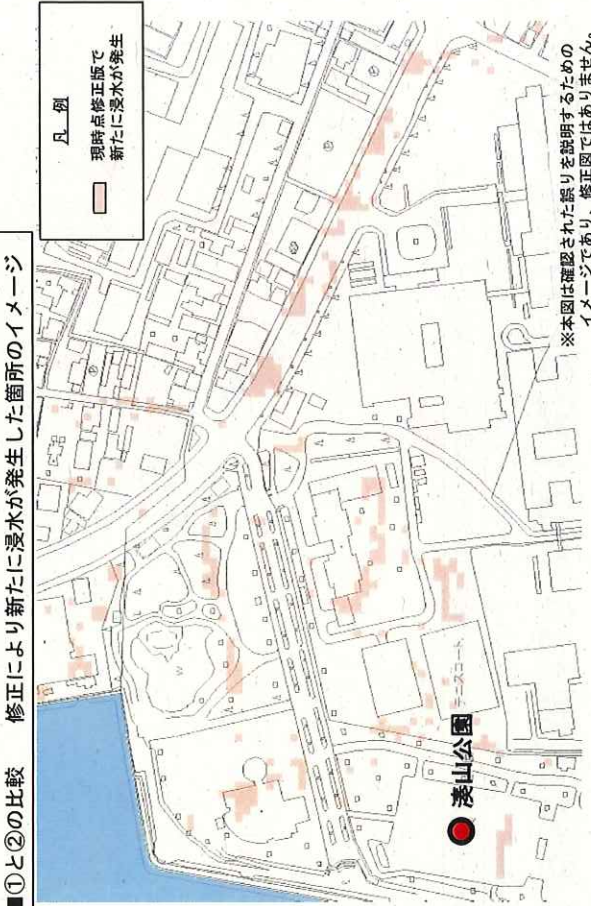 ■①と②の比較　修正により新たに浸水が発生した箇所のイメージ
凡 例
現時点修正版で
新たに浸水が発生
テニスコート
湊山公園
※本図は確認された誤りを説明するための
イメージであり、修正図ではありません。